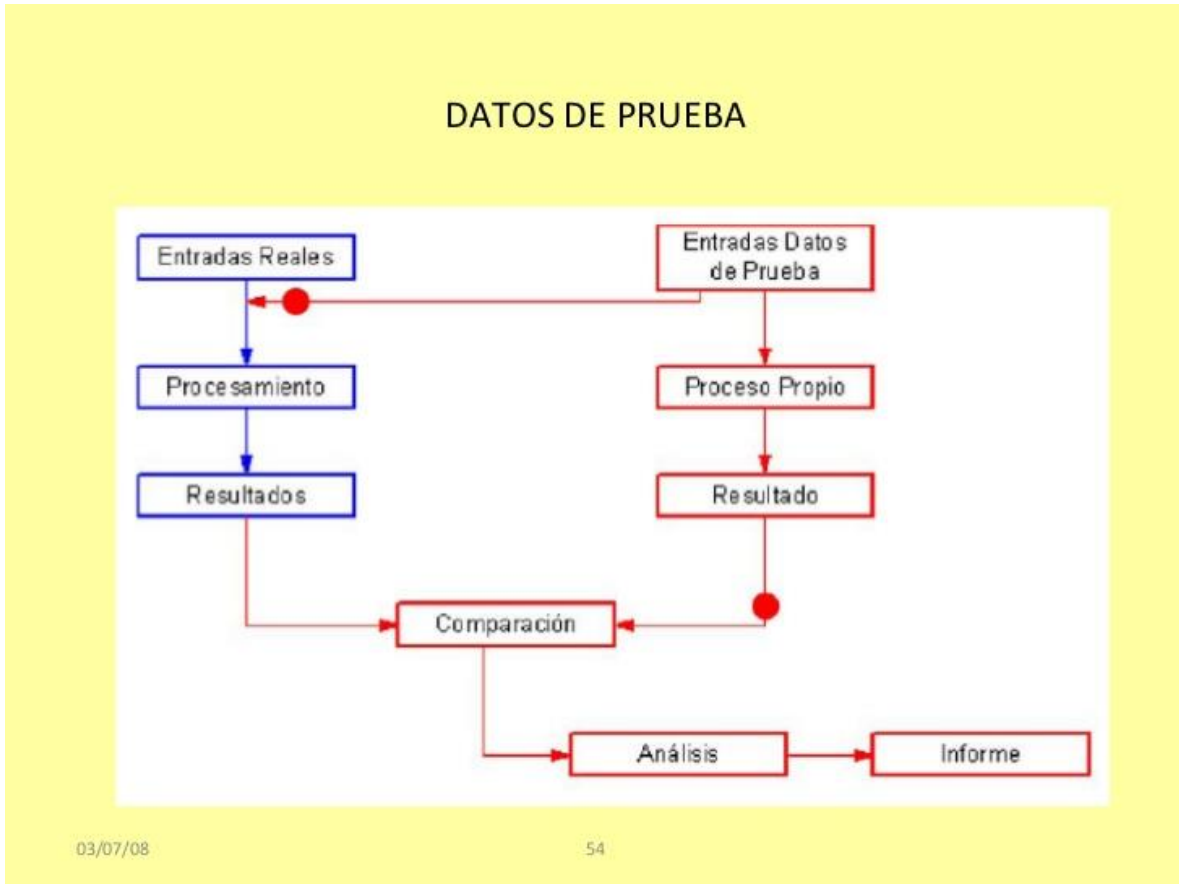 DATOS DE PRUEBA
Entradas Reales
Entradas Datos
de Prueba
Procesamiento
Proceso Propio
Resultados
Resultado
Comparación
Análisis
Informe
03/07/08
54